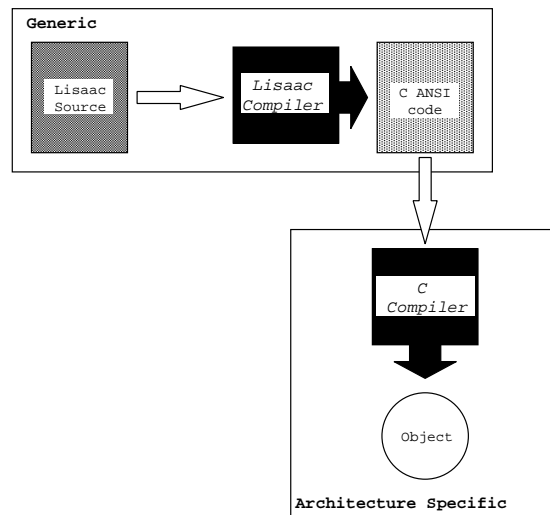 Generic
Lisaac
Source
Lisaac
Compiler
C ANSI
code
C
Compiler
Object
Architecture Specific